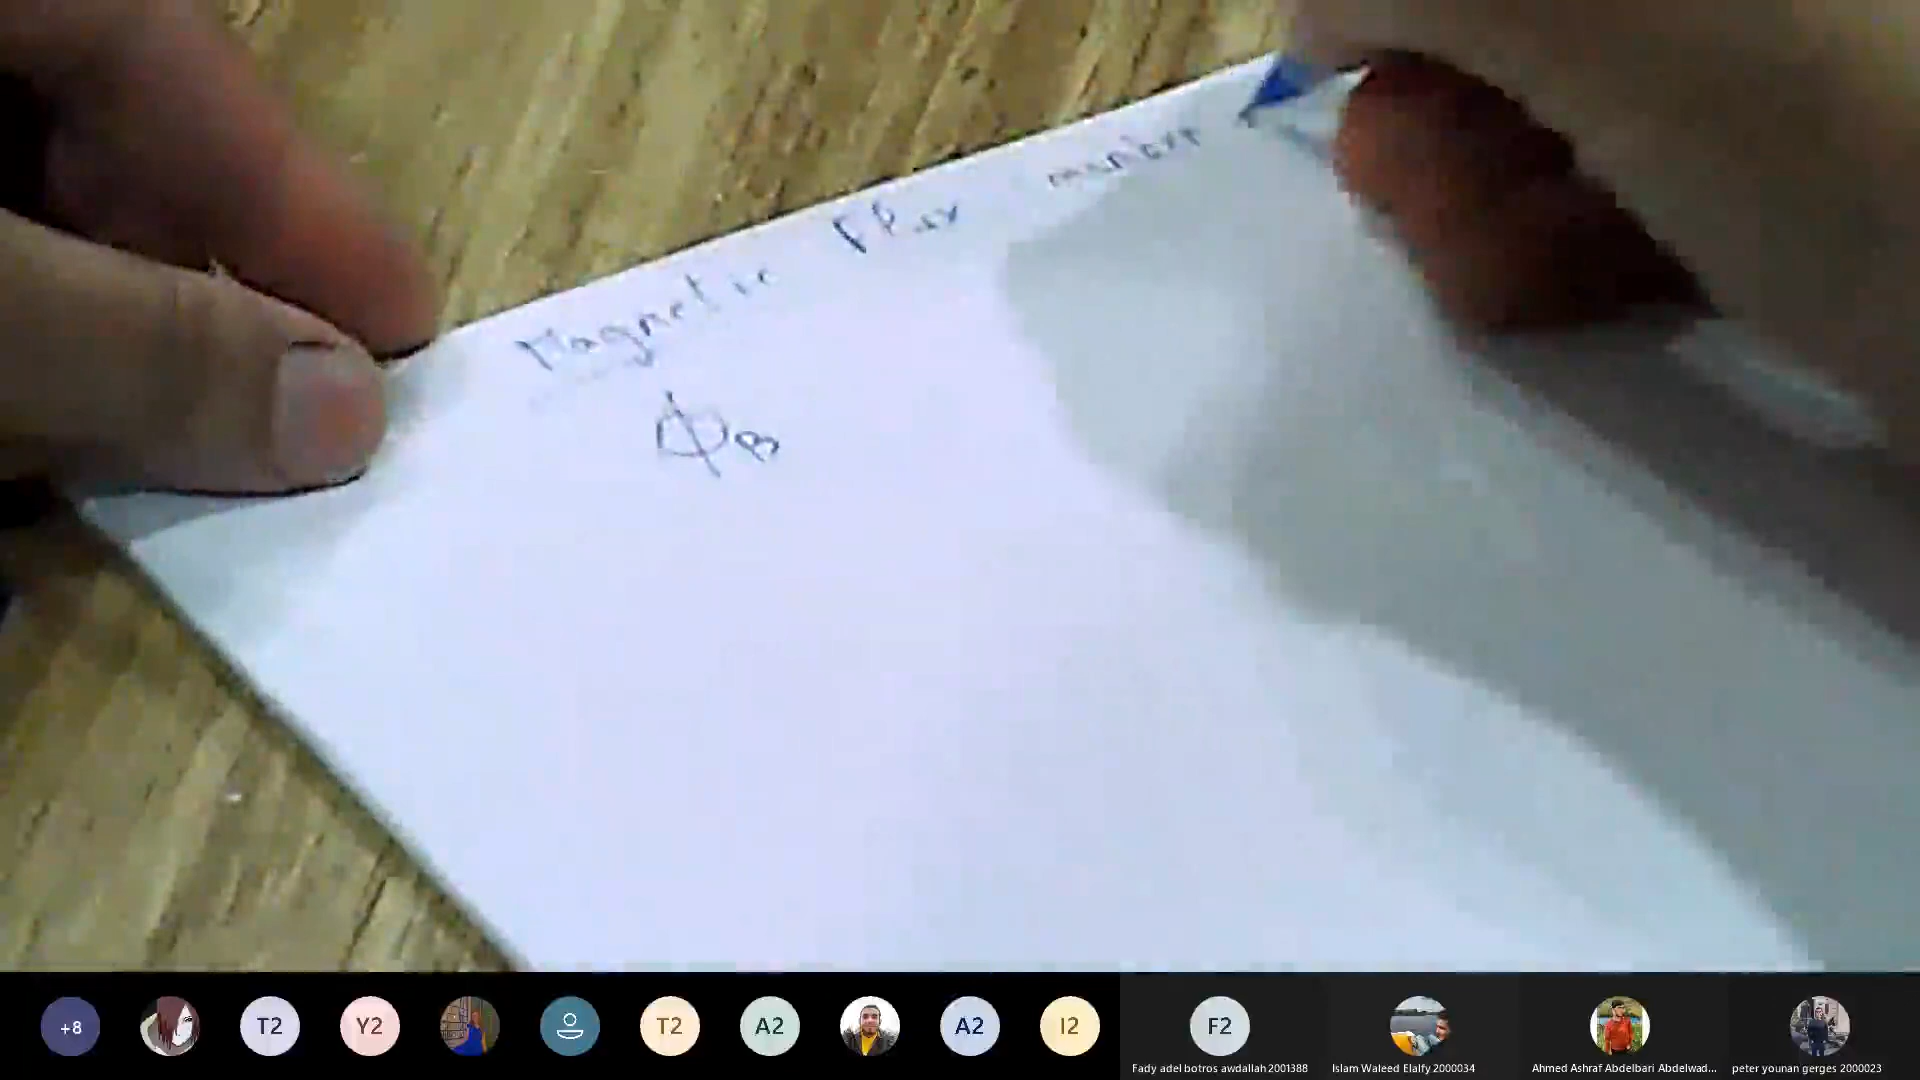 Magnetic Flux number
ΦB
+8 T2 Y2 T2 A2 A2 I2 F2
Fady adel botros awdallah 2001388 Islam Waleed Elalfy 2000034 Ahmed Ashraf Abdelbari Abdelwad... peter younan gerges 2000023